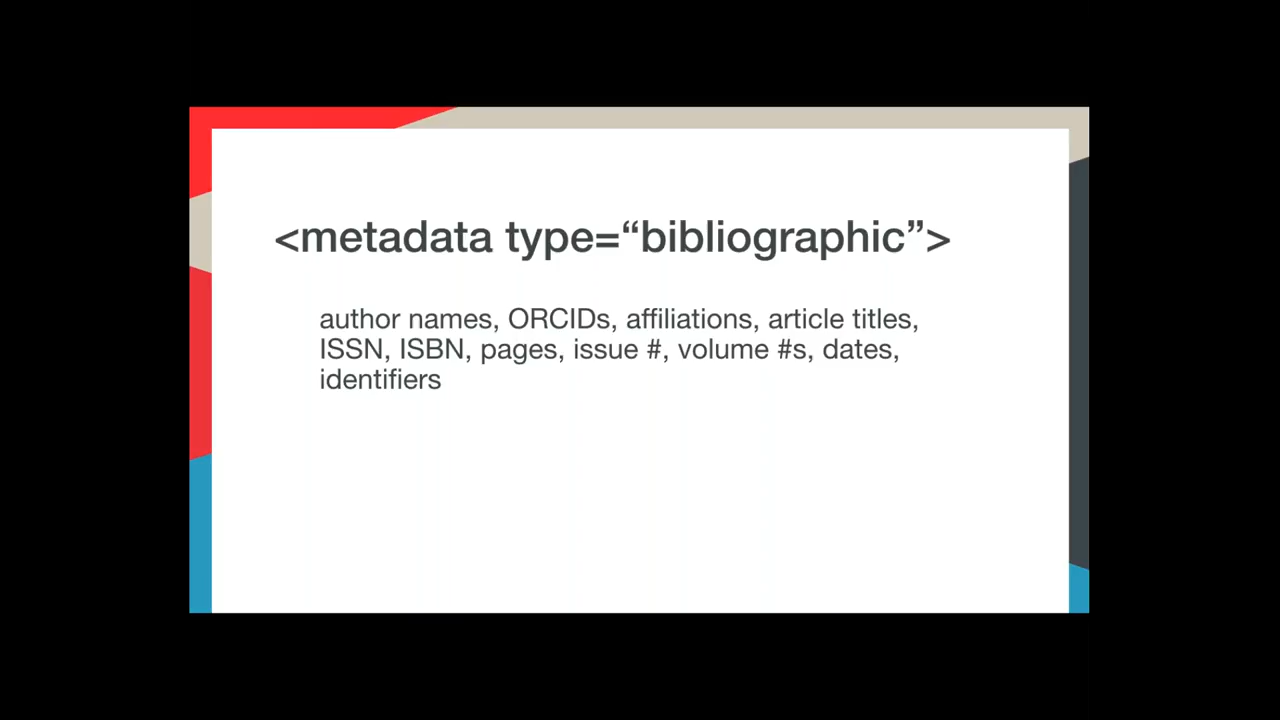 <metadata type=“bibliographic”>
author names, ORCIDs, affiliations, article titles,
ISSN, ISBN, pages, issue #, volume #s, dates,
identifiers